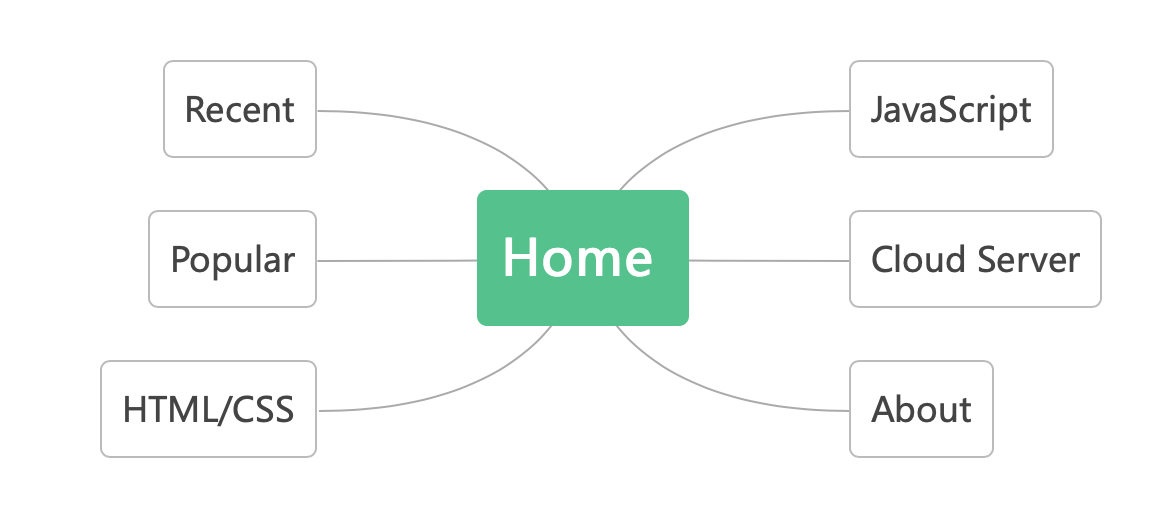 Recent
JavaScript
Home
Popular
Cloud Server
HTML/CSS
About